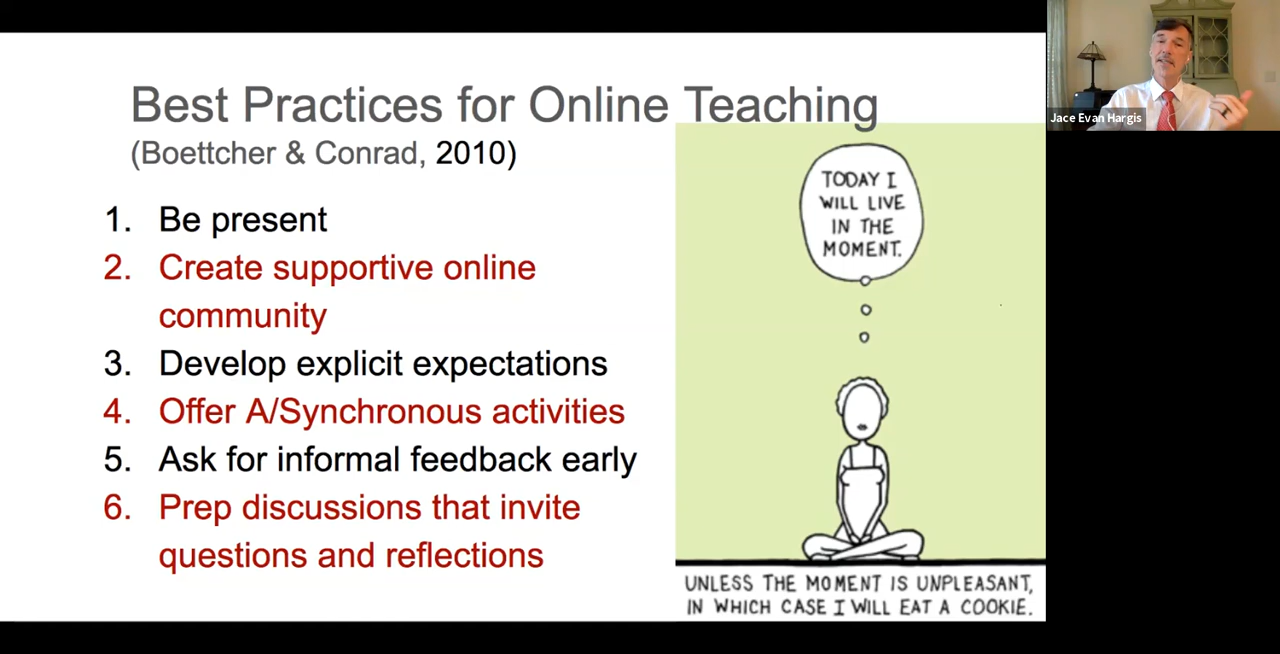 Best Practices for Online Teaching
(Boettcher & Conrad, 2010)
1. Be present
2. Create supportive online
community
3. Develop explicit expectations
4. Offer A/Synchronous activities
5. Ask for informal feedback early
6. Prep discussions that invite
questions and reflections
TODAY I
WILL LIVE
IN THE
MOMENT.
UNLESS THE MOMENT IS UNPLEASANT,
IN WHICH CASE I WILL EAT A COOKIE.
Jace Evan Hargis